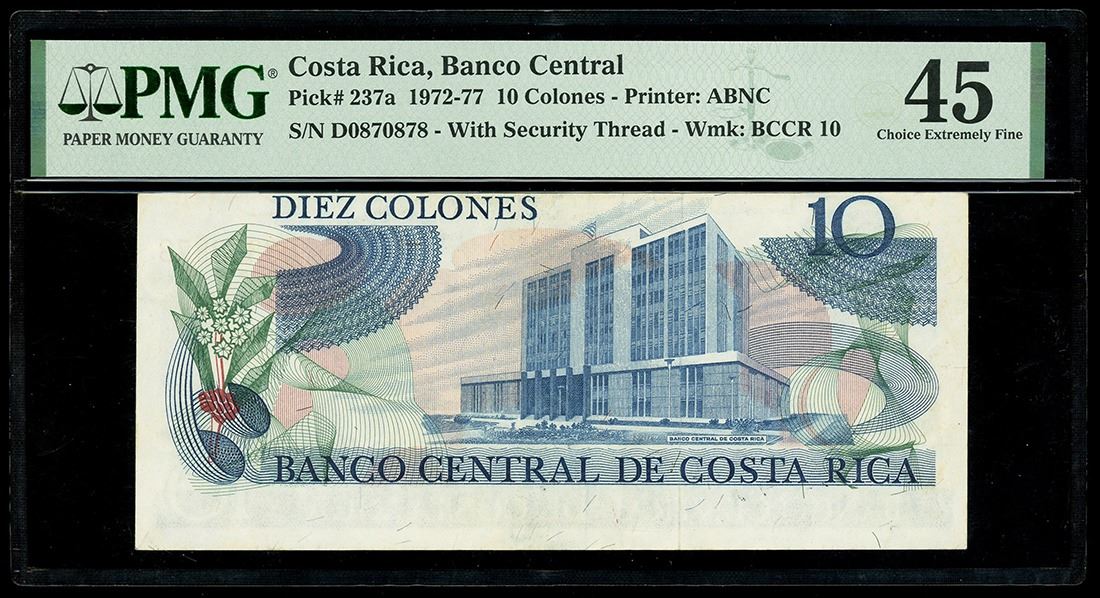 PMG®
PAPER MONEY GUARANTY
Costa Rica, Banco Central
Pick# 237a 1972-77 10 Colones - Printer: ABNC
S/N D0870878 - With Security Thread - Wmk: BCCR 10
45
Choice Extremely Fine
DIEZ COLONES
10
BANCO CENTRAL DE COSTA RICA
BANCO CENTRAL DE COSTA RICA